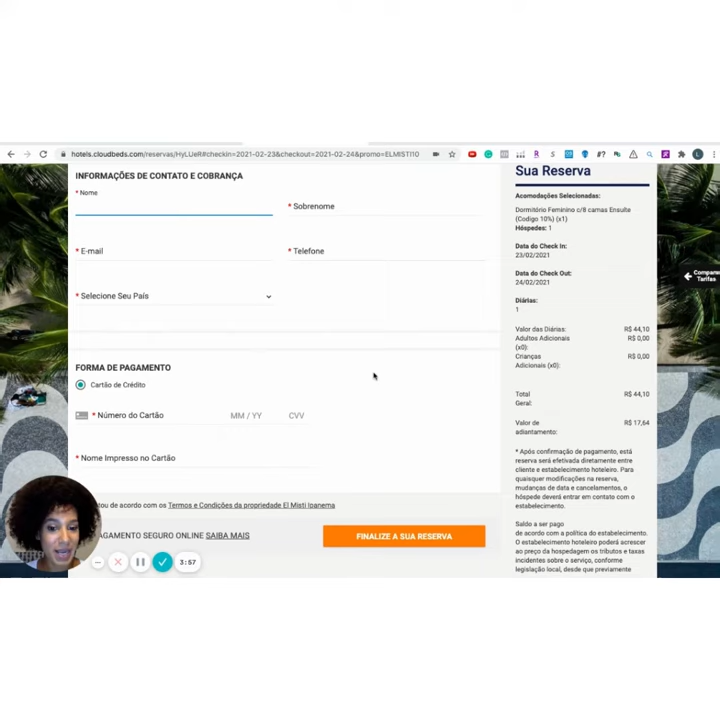 hotels.cloudbeds.com/reservas/HyLUeR#checkin=2021-02-23&checkout=2021-02-24&promo=ELMISTI10
INFORMAÇÕES DE CONTATO E COBRANÇA
* Nome
* Sobrenome
* E-mail
* Telefone
* Selecione Seu País
FORMA DE PAGAMENTO
Cartão de Crédito
* Número do Cartão
MM / YY
CVV
* Nome Impresso no Cartão
tou de acordo com os Termos e Condições da propriedade El Misti Ipanema
AGAMENTO SEGURO ONLINE SAIBA MAIS
FINALIZE A SUA RESERVA
3:57
Sua Reserva
Acomodações Selecionadas:
Dormitório Feminino c/8 camas Ensuite
(Codigo 10%) (x1)
Hóspedes: 1
Data do Check In:
23/02/2021
Data do Check Out:
24/02/2021
Diárias:
1
Valor das Diárias: R$ 44,10
Adultos Adicionais R$ 0,00
(x0):
Crianças R$ 0,00
Adicionais (x0):
Total R$ 44,10
Geral:
Valor de R$ 17,64
adiantamento:
* Após confirmação de pagamento, está
reserva será efetivada diretamente entre
cliente e estabelecimento hoteleiro. Para
quaisquer modificações na reserva,
mudanças de data e cancelamentos, o
hóspede deverá entrar em contato com o
estabelecimento.
Saldo a ser pago
de acordo com a política do estabelecimento.
O estabelecimento hoteleiro poderá acrescer
ao preço da hospedagem os tributos e taxas
incidentes sobre o serviço, conforme
legislação local, desde que previamente
Compare
Tarifas